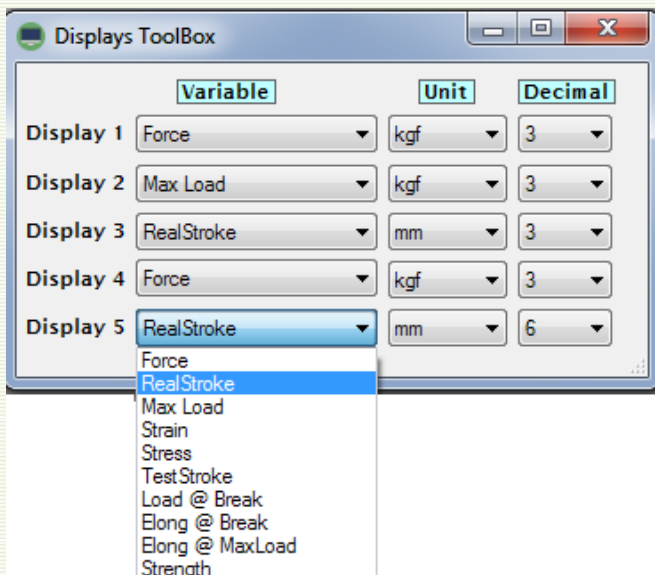 Displays ToolBox
Variable Unit Decimal
Display 1 Force kgf 3
Display 2 Max Load kgf 3
Display 3 RealStroke mm 3
Display 4 Force kgf 3
Display 5 RealStroke mm 6
Force
RealStroke
Max Load
Strain
Stress
TestStroke
Load @ Break
Elong @ Break
Elong @ MaxLoad
Strength